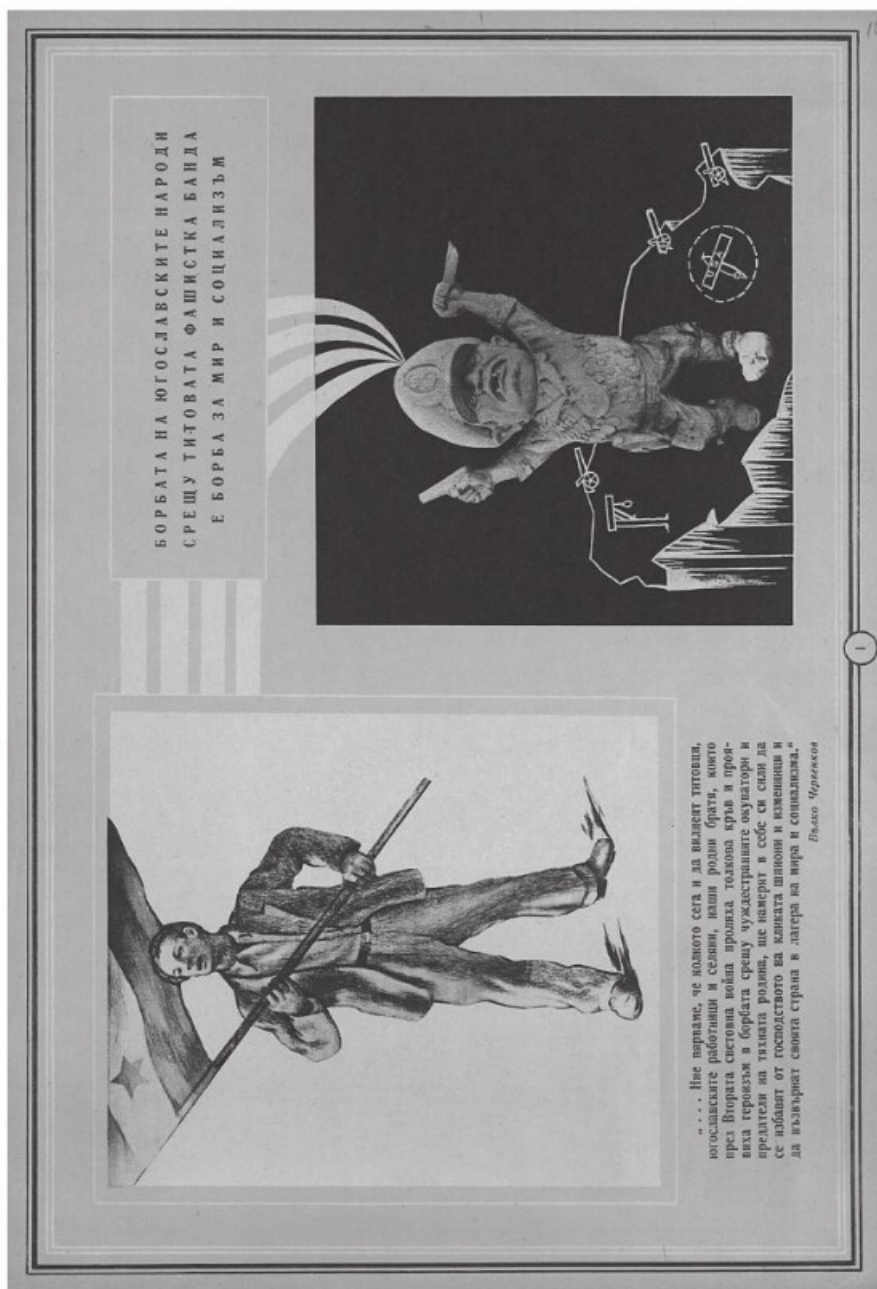 БОРБАТА НА ЮГОСЛАВСКИТЕ НАРОДИ
СРЕЩУ ТИТОВАТА ФАШИСТКА БАНДА
Е БОРБА ЗА МИР И СОЦИАЛИЗЪМ
„... Ние вярваме, че колкото сега и да вилнеят титовци,
югославските работници и селяни, наши родни братя, които
през Втората световна война проляха толкова кръв и проя-
виха героизъм в борбата срещу чуждестранните окупатори и
предатели на тяхната родина, ще намерят в себе си сили да
се избавят от господството на кликата шпиони и изменници и
да възвърнат своята страна в лагера на мира и социализма.“
Вълко Червенков
1